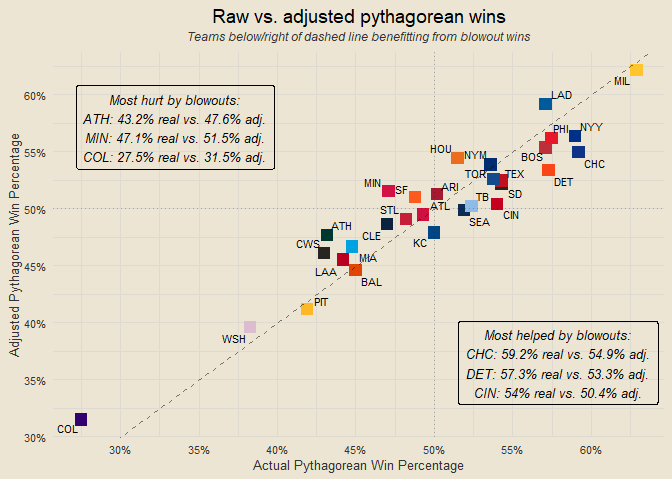 Raw vs. adjusted pythagorean wins
Teams below/right of dashed line benefitting from blowout wins
Adjusted Pythagorean Win Percentage
60%
55%
50%
45%
40%
35%
30%
Most hurt by blowouts:
ATH: 43.2% real vs. 47.6% adj.
MIN: 47.1% real vs. 51.5% adj.
COL: 27.5% real vs. 31.5% adj.
MIL
LAD
PHI
NYY
BOS
CHC
HOU
NYM
DET
TOR
TEX
MIN
SF
ARI
SD
TB
STL
ATL
CIN
SEA
ATH
CLE
KC
CWS
MIA
LAA
BAL
PIT
WSH
COL
Most helped by blowouts:
CHC: 59.2% real vs. 54.9% adj.
DET: 57.3% real vs. 53.3% adj.
CIN: 54% real vs. 50.4% adj.
30%
35%
40%
45%
50%
55%
60%
Actual Pythagorean Win Percentage